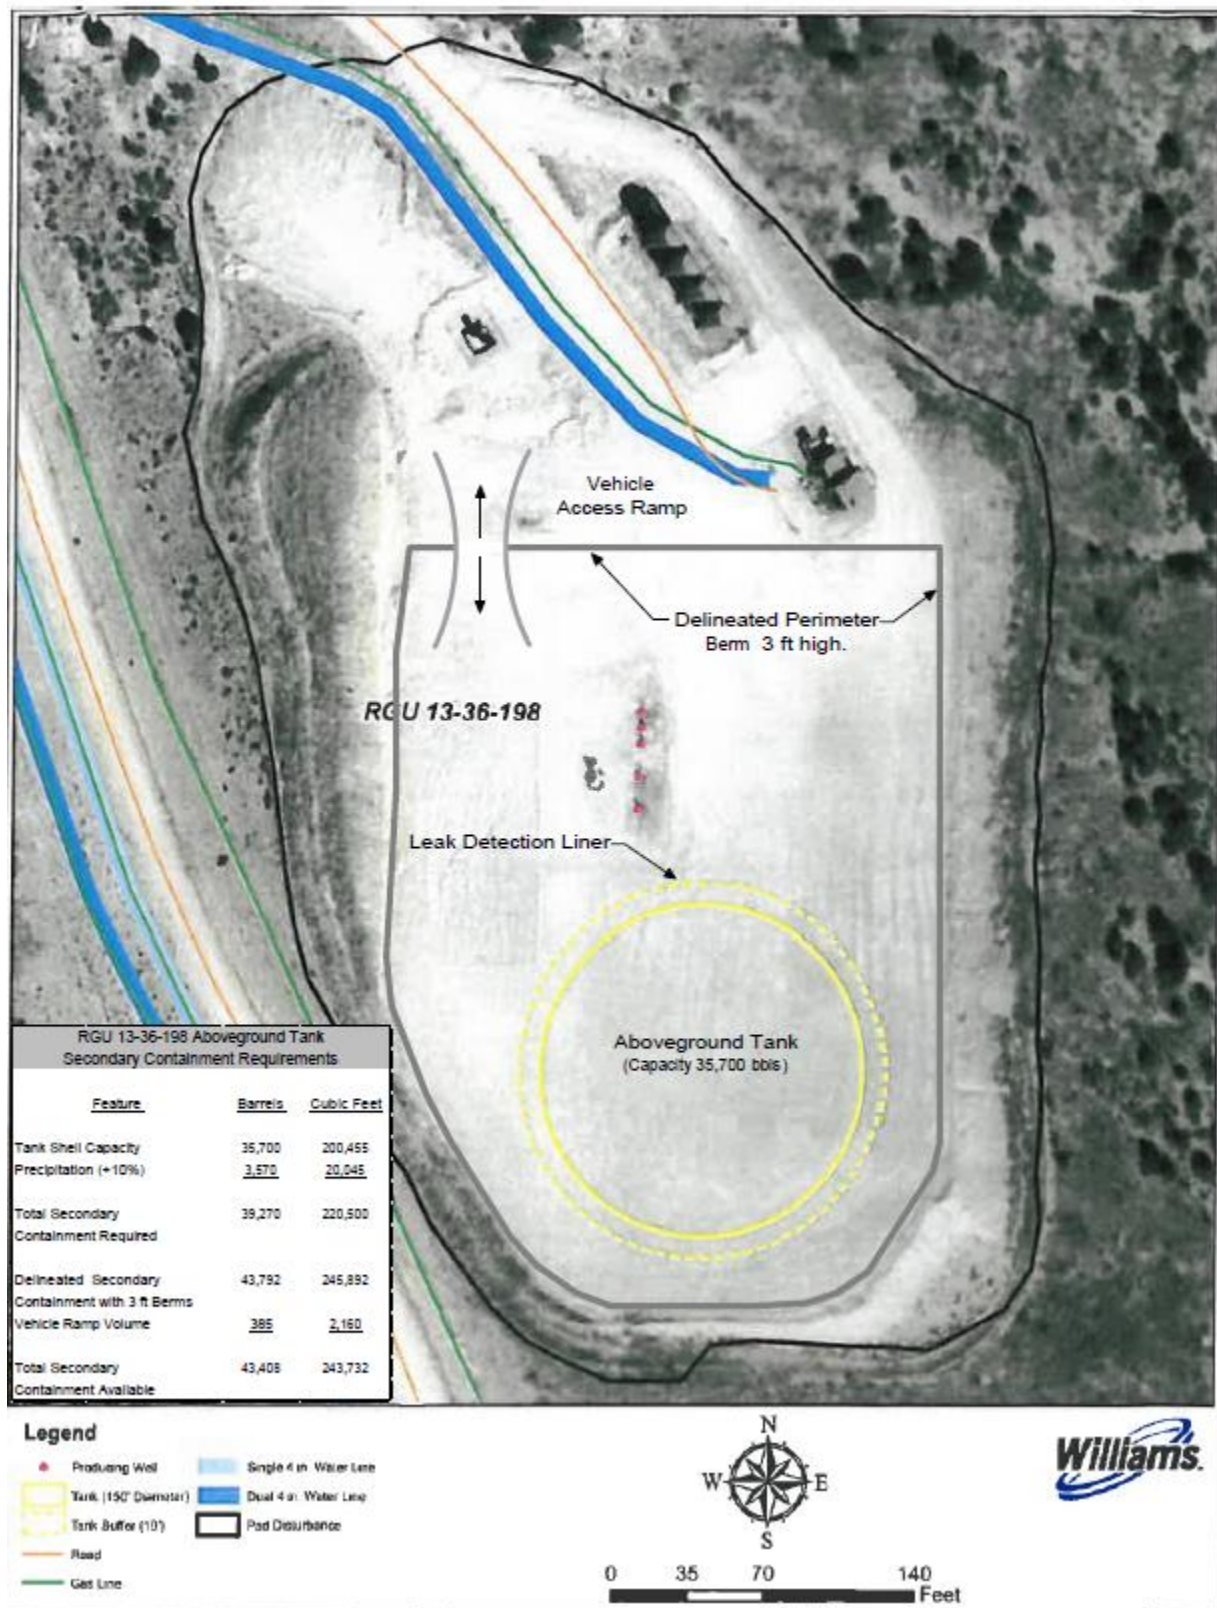 Vehicle
Access Ramp
Delineated Perimeter
Berm 3 ft high.
RGU 13-36-198
Leak Detection Liner
Aboveground Tank
(Capacity 35,700 bbls)
RGU 13-36-198 Aboveground Tank
Secondary Containment Requirements
Feature Barrels Cubic Feet
Tank Shell Capacity 35,700 200,455
Precipitation (+10%) 3,570 20,045
Total Secondary 39,270 220,500
Containment Required
Delineated Secondary 43,792 245,892
Containment with 3 ft Berms
Vehicle Ramp Volume 385 2,160
Total Secondary 43,408 243,732
Containment Available
Legend
Producing Well
Tank (150' Diameter)
Tank Buffer (10')
Road
Gas Line
Single 4 in Water Line
Dual 4 in Water Line
Pad Disturbance
N
W E
S
0 35 70 140
Feet
Williams.